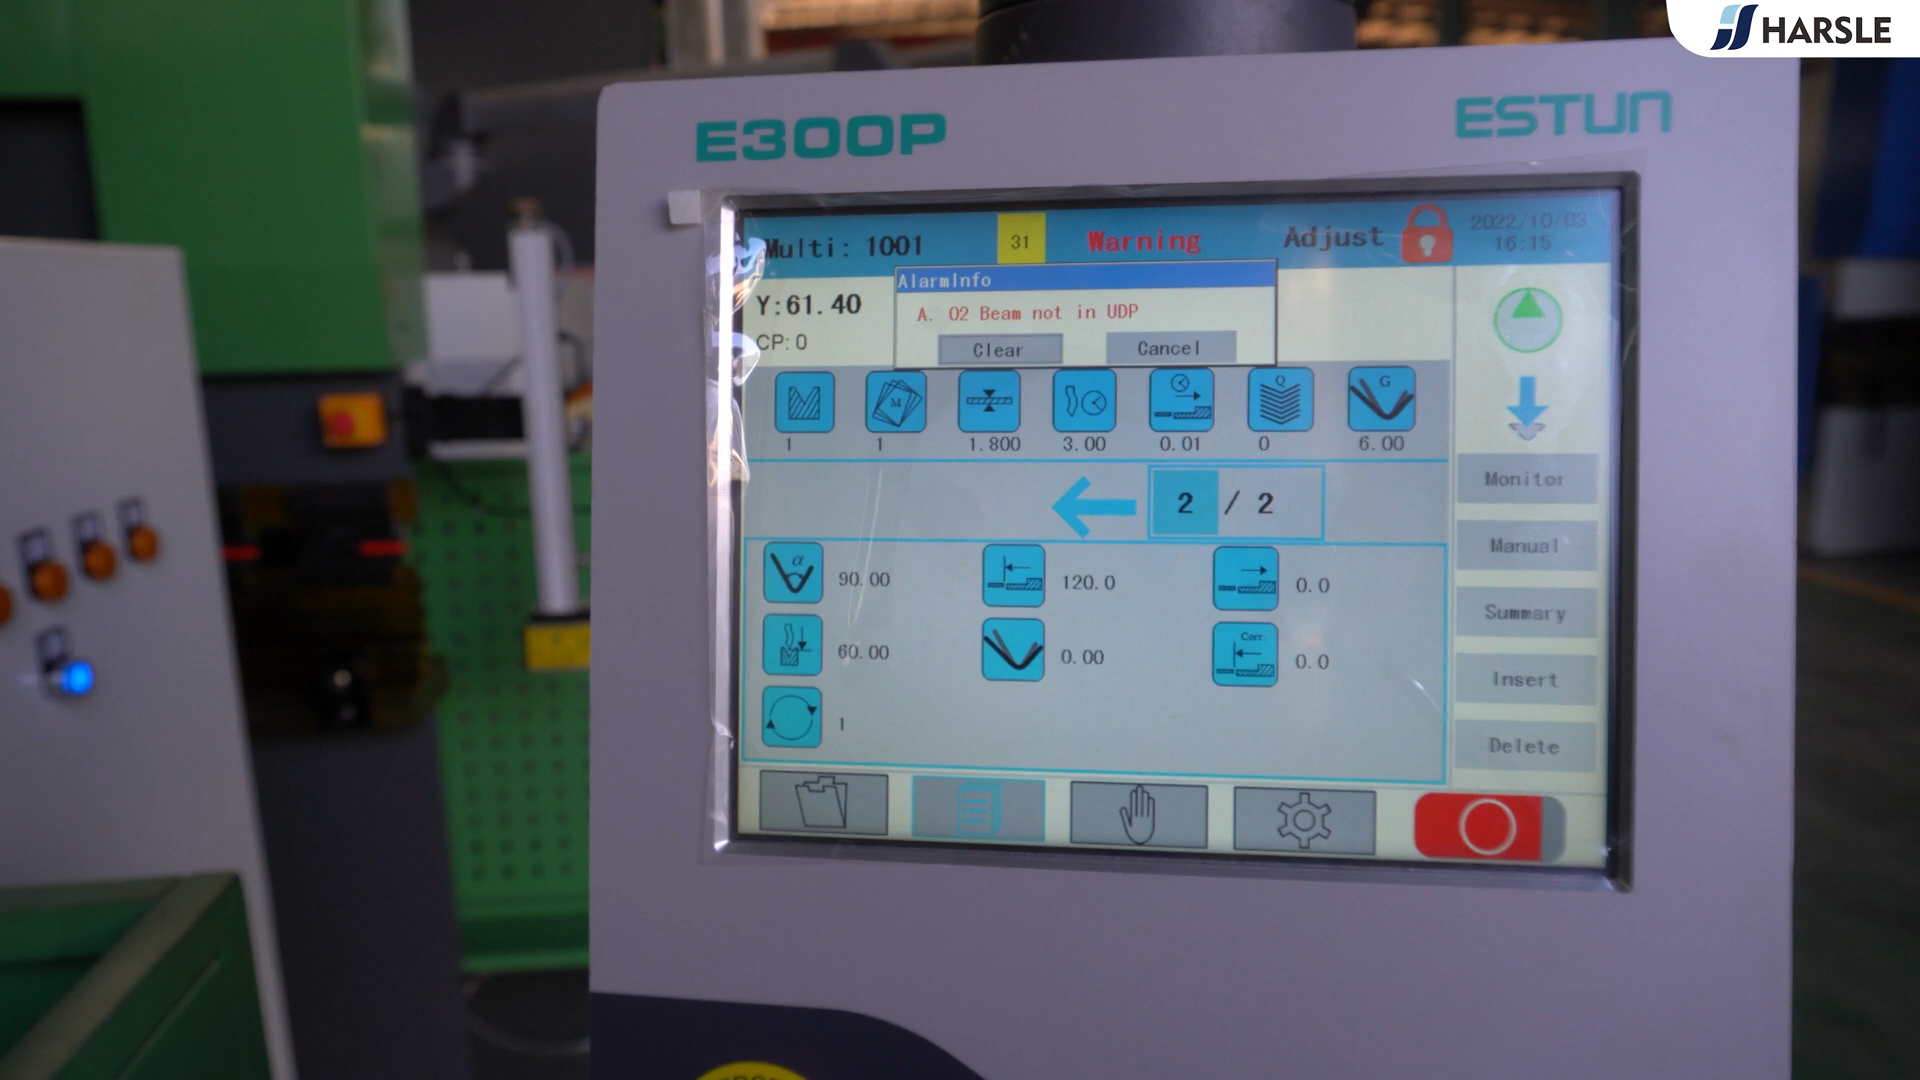 HARSLE
E300P
ESTUN
Multi: 1001
31
Warning
Adjust
2022/10/03
16:15
Y:61.40
CP: 0
AlarmInfo
A. 02 Beam not in UDP
Clear
Cancel
M
Q
G
1
1
1.800
3.00
0.01
0
6.00
2 / 2
α
90.00
120.0
0.0
60.00
0.00
Corr.
0.0
1
Monitor
Manual
Summary
Insert
Delete